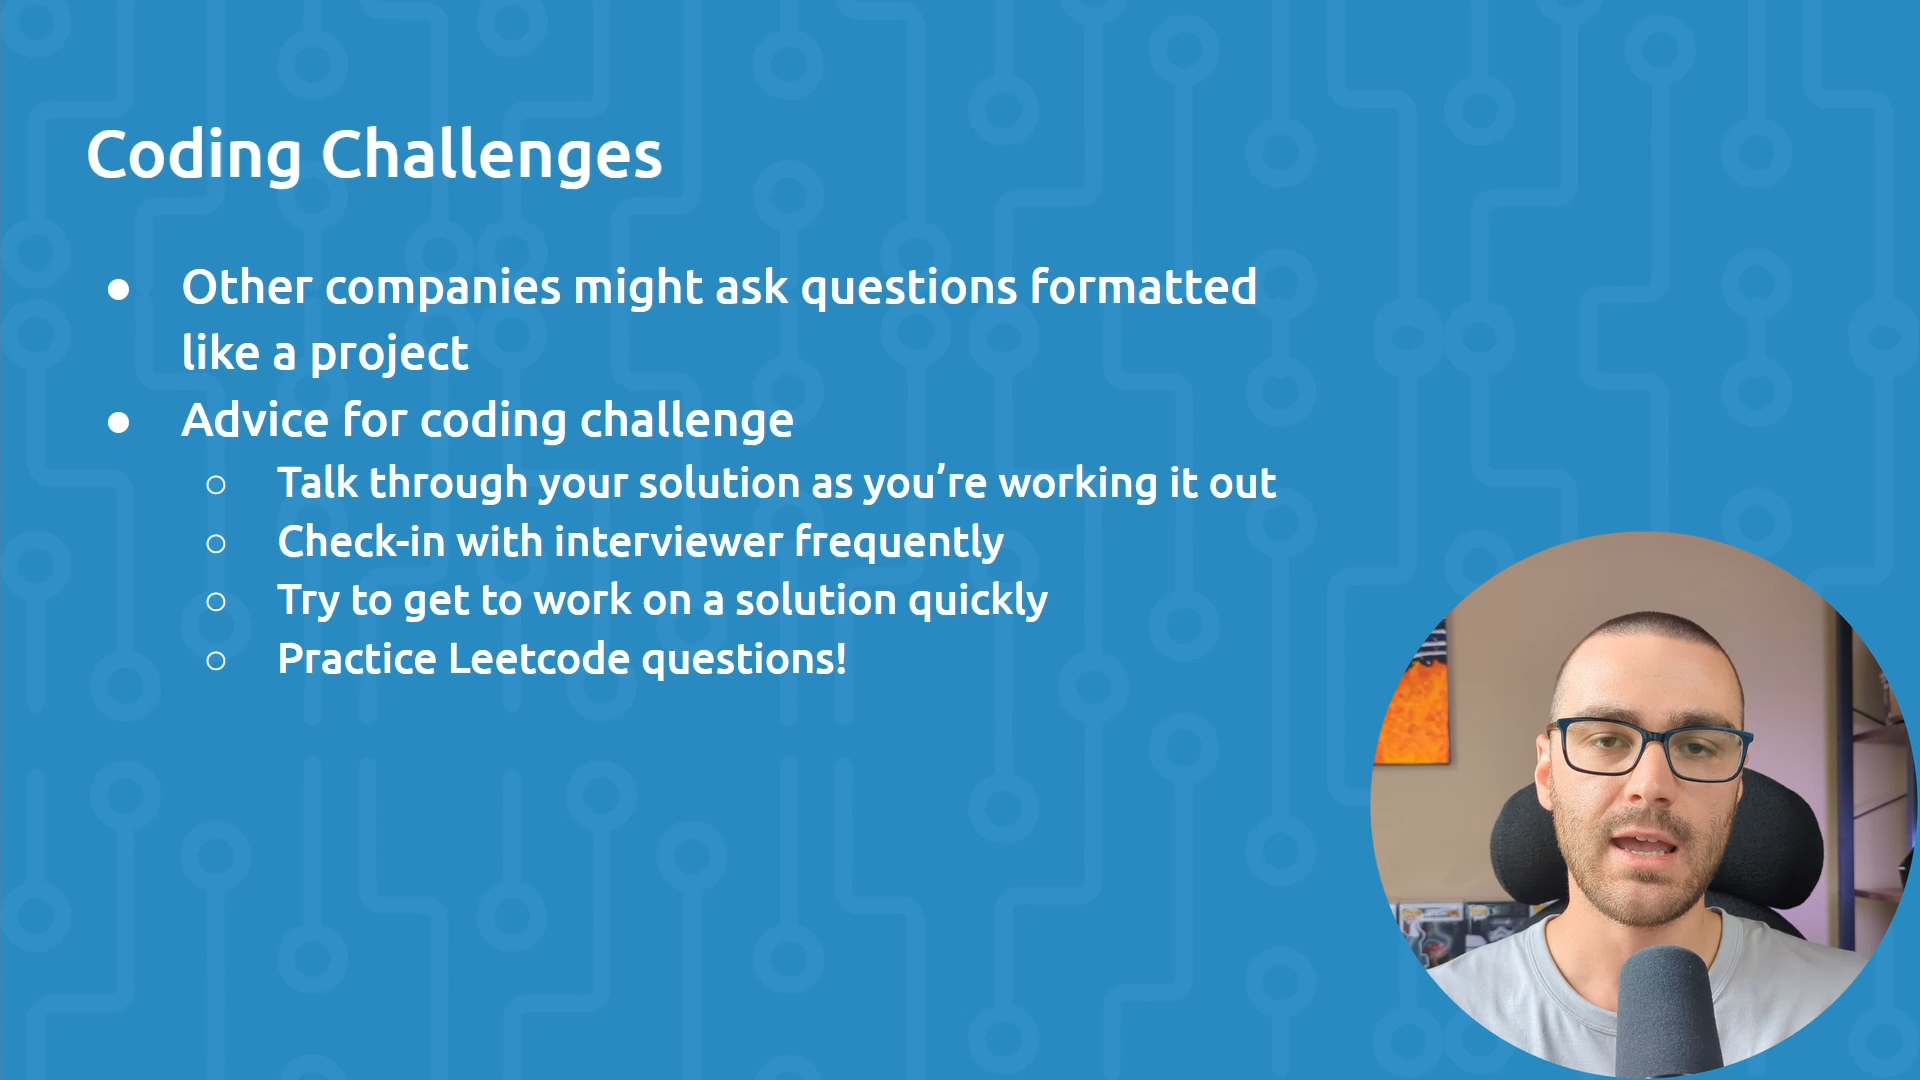 Coding Challenges
● Other companies might ask questions formatted
like a project
● Advice for coding challenge
○ Talk through your solution as you’re working it out
○ Check-in with interviewer frequently
○ Try to get to work on a solution quickly
○ Practice Leetcode questions!